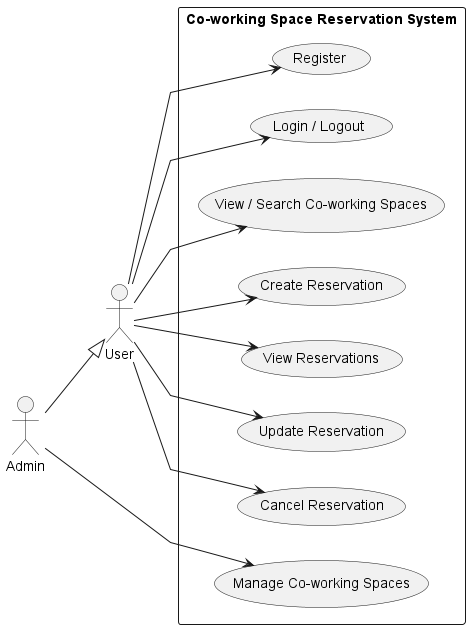 Co-working Space Reservation System
Register
Login / Logout
View / Search Co-working Spaces
Create Reservation
View Reservations
User
Update Reservation
Admin
Cancel Reservation
Manage Co-working Spaces